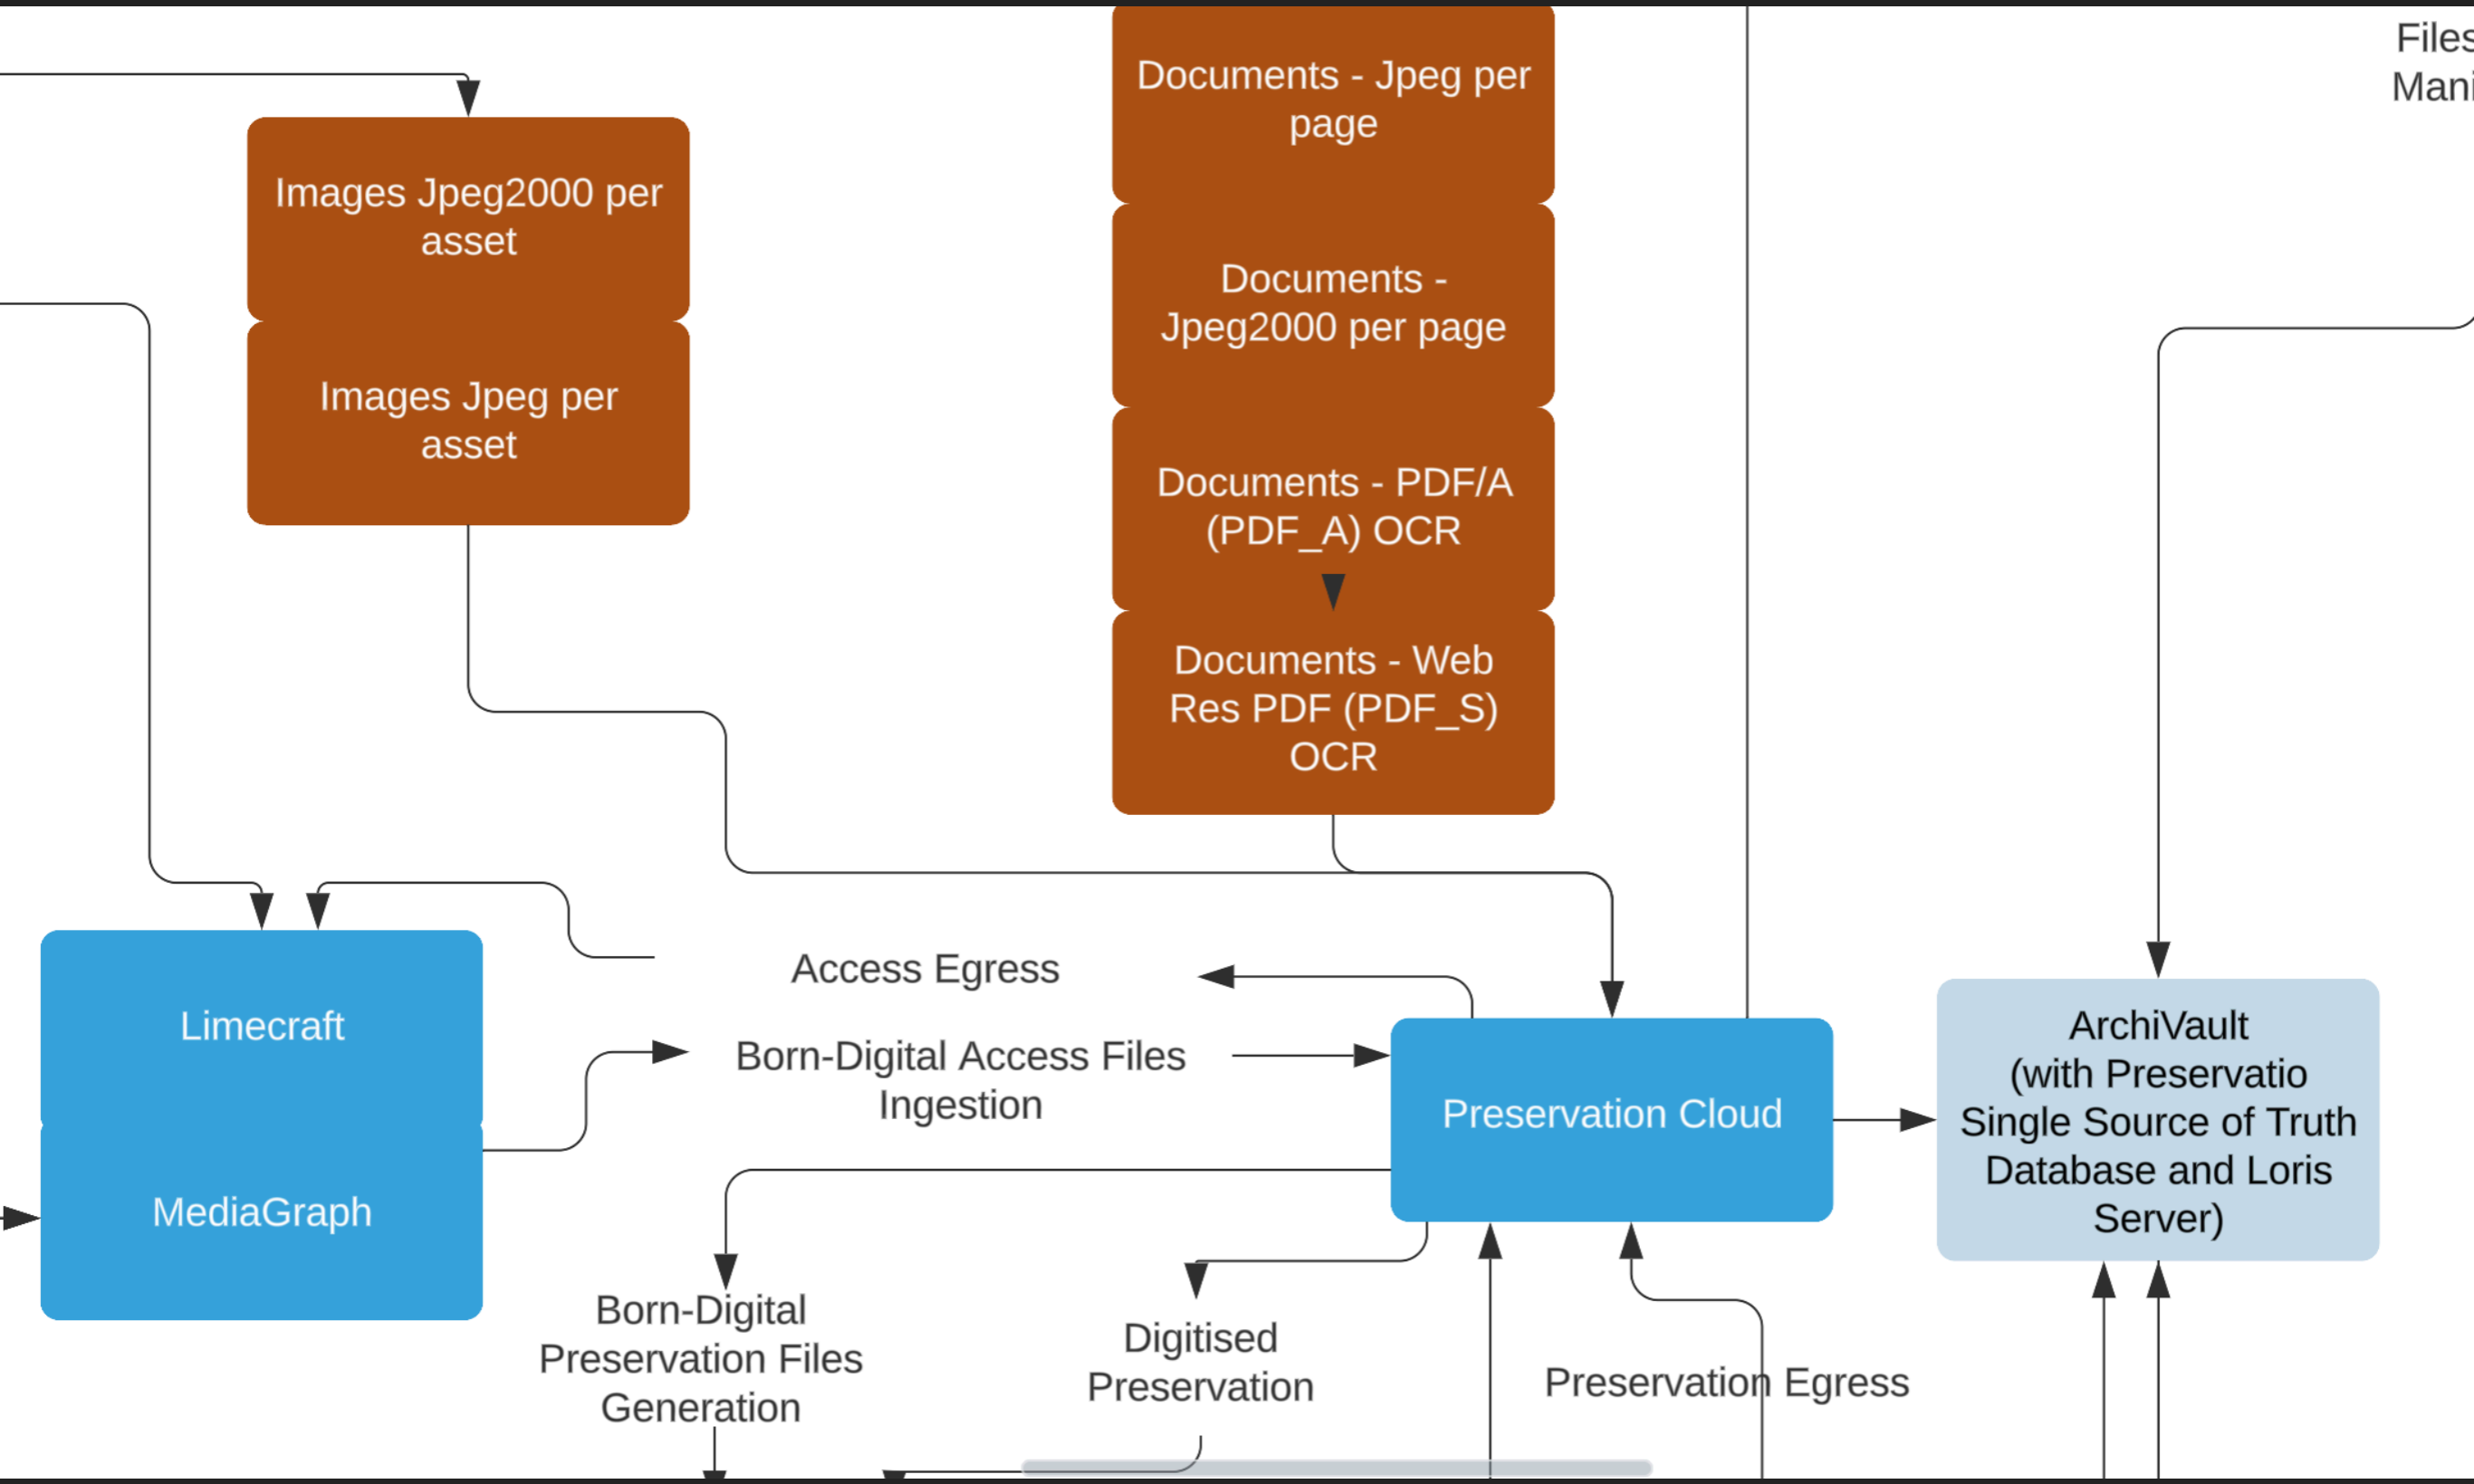 Files
Mani
Documents - Jpeg per
page
Images Jpeg2000 per
asset
Documents -
Jpeg2000 per page
Images Jpeg per
asset
Documents - PDF/A
(PDF_A) OCR
Documents - Web
Res PDF (PDF_S)
OCR
Access Egress
Limecraft
Born-Digital Access Files
Ingestion
Preservation Cloud
ArchiVault
(with Preservatio
Single Source of Truth
Database and Loris
Server)
MediaGraph
Born-Digital
Preservation Files
Generation
Digitised
Preservation
Preservation Egress